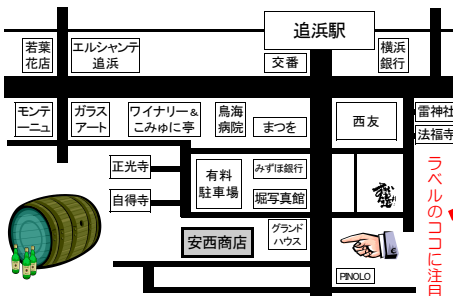 追浜駅
若葉
花店
エルシャンテ
追浜
交番
横浜
銀行
モンテ
ーニュ
ガラス
アート
ワイナリー&
こみゅに亭
鳥海
病院
まつを
西友
雷神社
法福寺
正光寺
自得寺
有料
駐車場
みずほ銀行
堀写真館
安西商店
グランド
ハウス
PINOLO
ラベルのココに注目